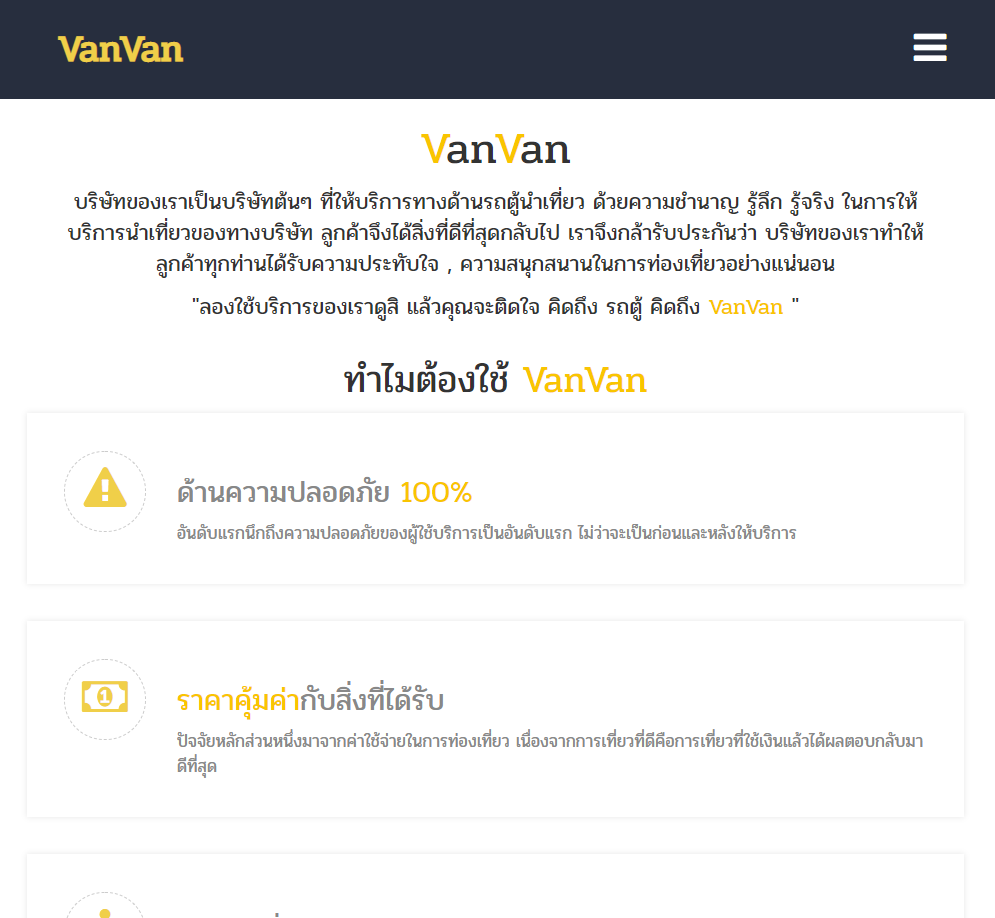 VanVan
VanVan
บริษัทของเราเป็นบริษัทต้นๆ ที่ให้บริการทางด้านรถตู้นำเที่ยว ด้วยความชำนาญ รู้ลึก รู้จริง ในการให้
บริการนำเที่ยวของทางบริษัท ลูกค้าจึงได้สิ่งที่ดีที่สุดกลับไป เราจึงกล้ารับประกันว่า บริษัทของเราทำให้
ลูกค้าทุกท่านได้รับความประทับใจ , ความสนุกสนานในการท่องเที่ยวอย่างแน่นอน
"ลองใช้บริการของเราดูสิ แล้วคุณจะติดใจ คิดถึง รถตู้ คิดถึง VanVan "
ทำไมต้องใช้ VanVan
ด้านความปลอดภัย 100%
อันดับแรกนึกถึงความปลอดภัยของผู้ใช้บริการเป็นอันดับแรก ไม่ว่าจะเป็นก่อนและหลังให้บริการ
1
ราคาคุ้มค่ากับสิ่งที่ได้รับ
ปัจจัยหลักส่วนหนึ่งมาจากค่าใช้จ่ายในการท่องเที่ยว เนื่องจากการเที่ยวที่ดีคือการเที่ยวที่ใช้เงินแล้วได้ผลตอบกลับมา
ดีที่สุด